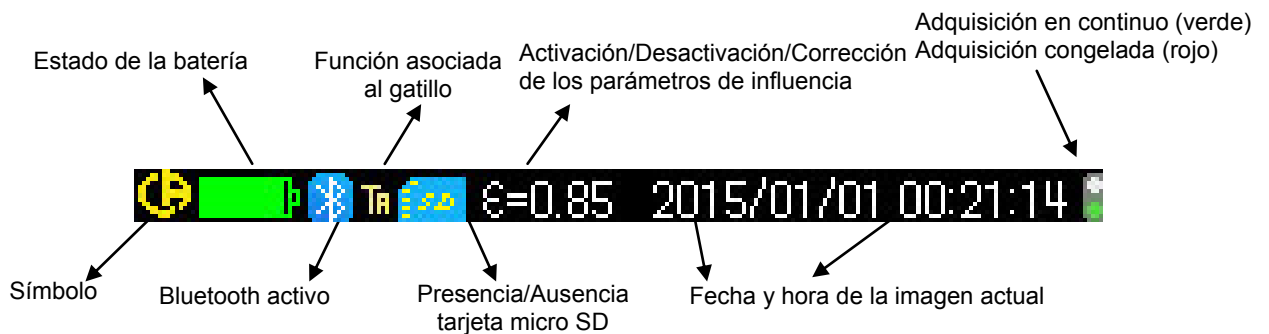 Adquisición en continuo (verde)
Adquisición congelada (rojo)
Estado de la batería
Función asociada
al gatillo
Activación/Desactivación/Corrección
de los parámetros de influencia
CA TA SD ε=0.85 2015/01/01 00:21:14
Símbolo
Bluetooth activo
Presencia/Ausencia
tarjeta micro SD
Fecha y hora de la imagen actual